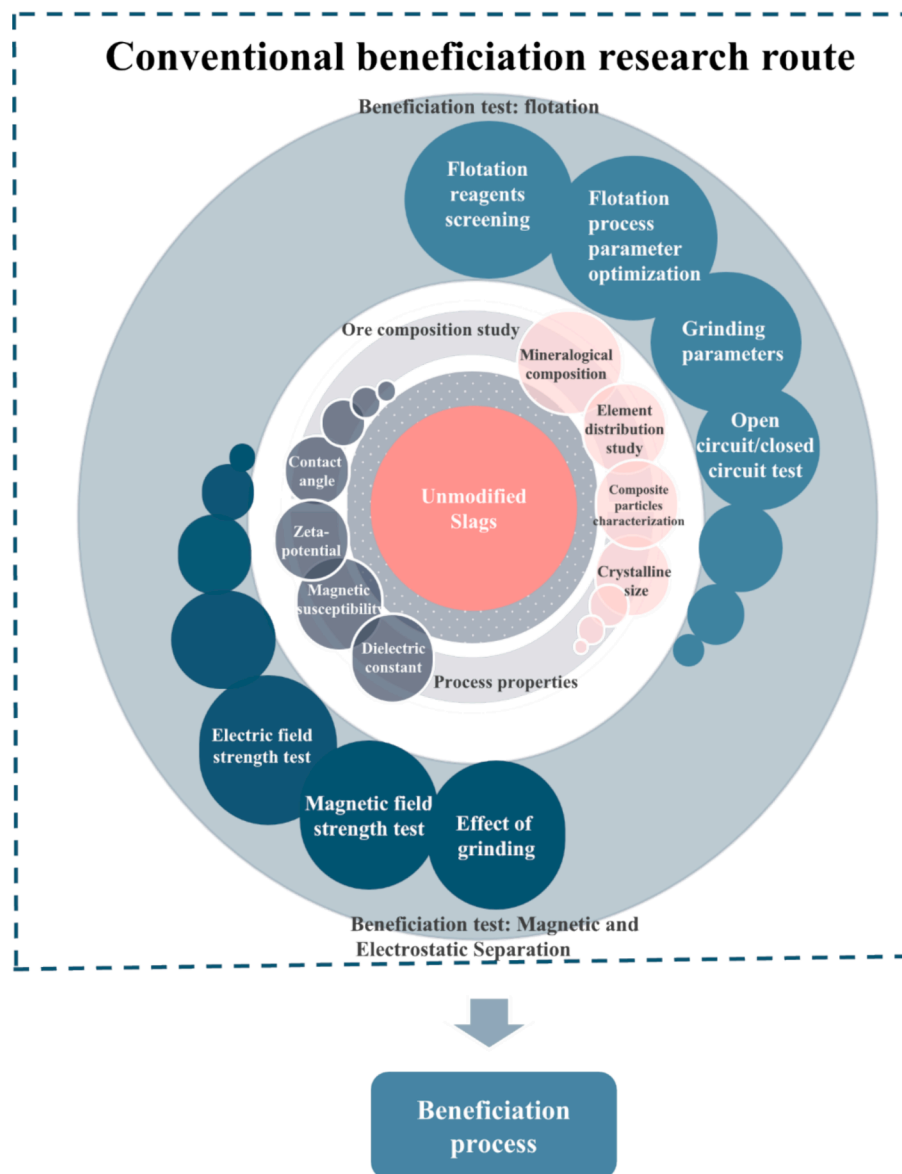 Conventional beneficiation research route
Beneficiation test: flotation
Flotation
reagents
screening
Flotation
process
parameter
optimization
Grinding
parameters
Open
circuit/closed
circuit test
Ore composition study
Mineralogical
composition
Element
distribution
study
Composite
particles
characterization
Crystalline
size
Unmodified
Slags
Contact
angle
Zeta-
potential
Magnetic
susceptibility
Dielectric
constant
Process properties
Electric field
strength test
Magnetic field
strength test
Effect of
grinding
Beneficiation test: Magnetic and
Electrostatic Separation
Beneficiation
process